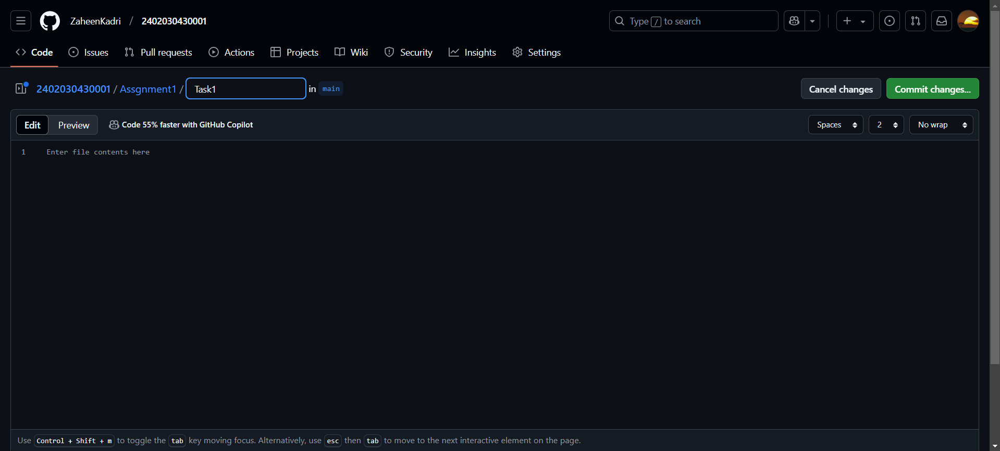 ZaheenKadri / 2402030430001
Type / to search
Code Issues Pull requests Actions Projects Wiki Security Insights Settings
2402030430001 / Assgnment1 / Task1 in main
Cancel changes Commit changes...
Edit Preview Code 55% faster with GitHub Copilot
Spaces 2 No wrap
1 Enter file contents here
Use Control + Shift + m to toggle the tab key moving focus. Alternatively, use esc then tab to move to the next interactive element on the page.